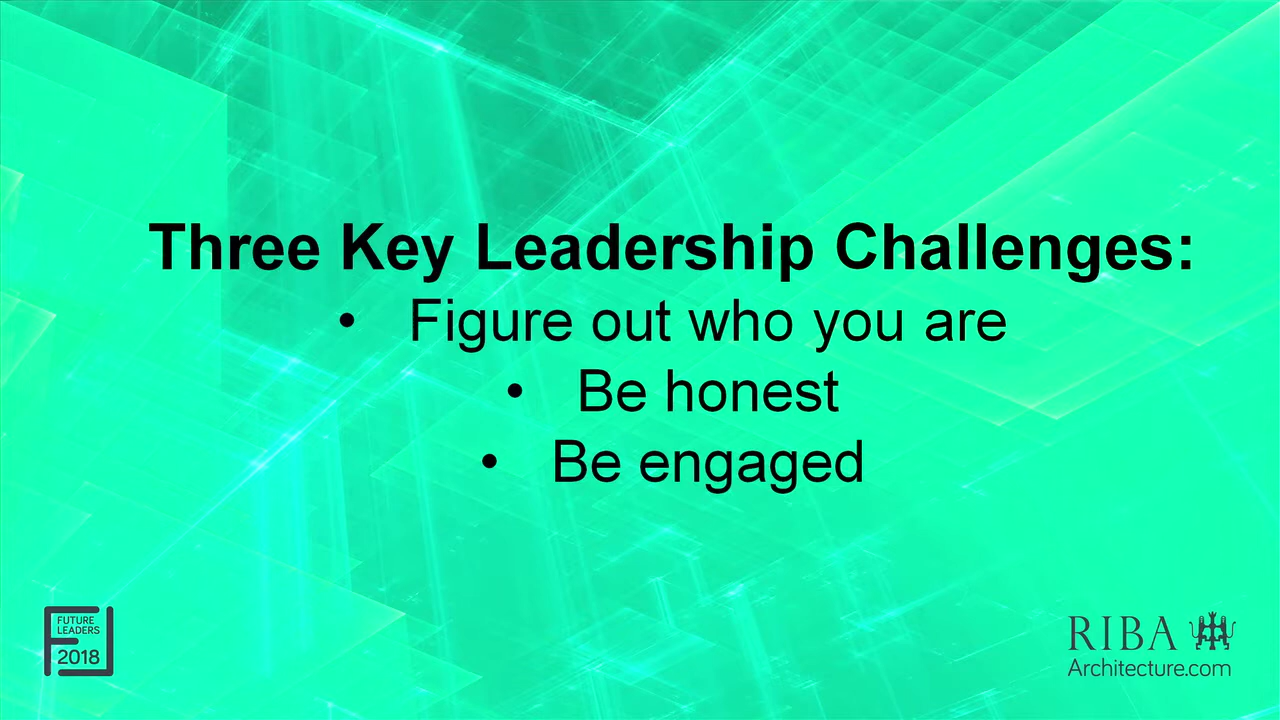 Three Key Leadership Challenges:
• Figure out who you are
• Be honest
• Be engaged
FUTURE
LEADERS
2018
RIBA
Architecture.com